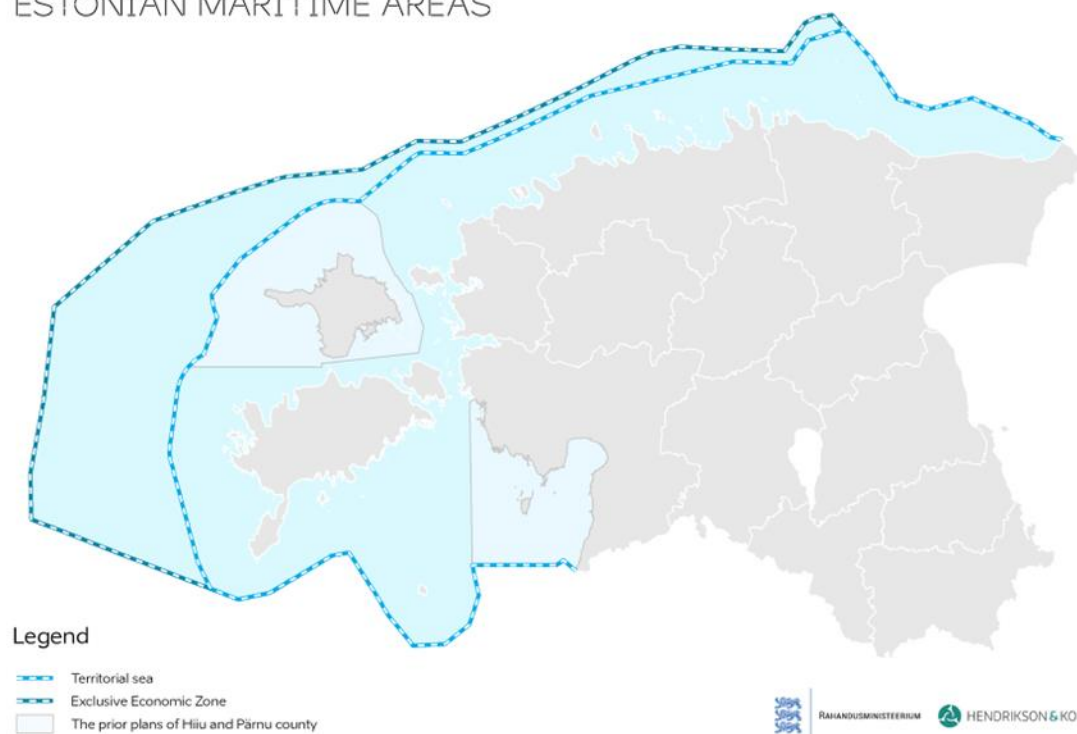 ESTONIAN MARITIME AREAS
Legend
Territorial sea
Exclusive Economic Zone
The prior plans of Hiiu and Pärnu county
RAHANDUSMINISTEERIUM
HENDRIKSON & KO